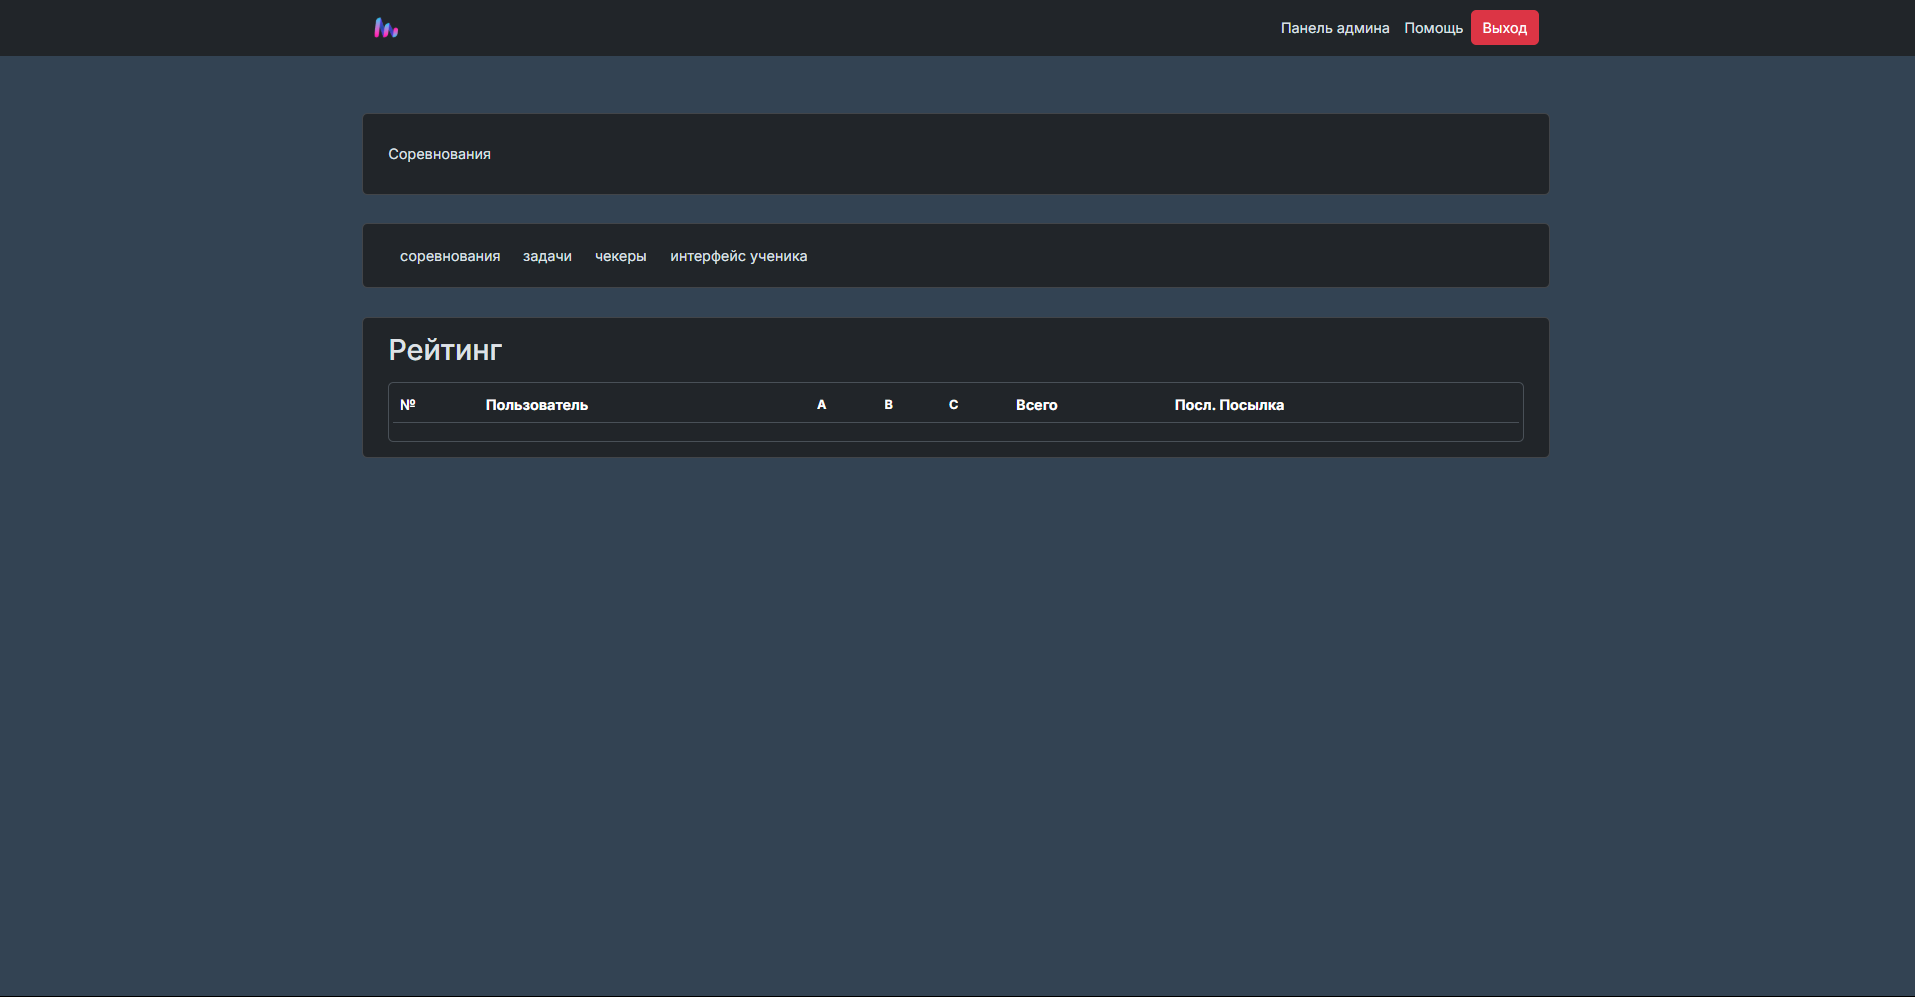 Панель админа Помощь Выход
Соревнования
соревнования задачи чекеры интерфейс ученика
Рейтинг
№ Пользователь A B C Всего Посл. Посылка